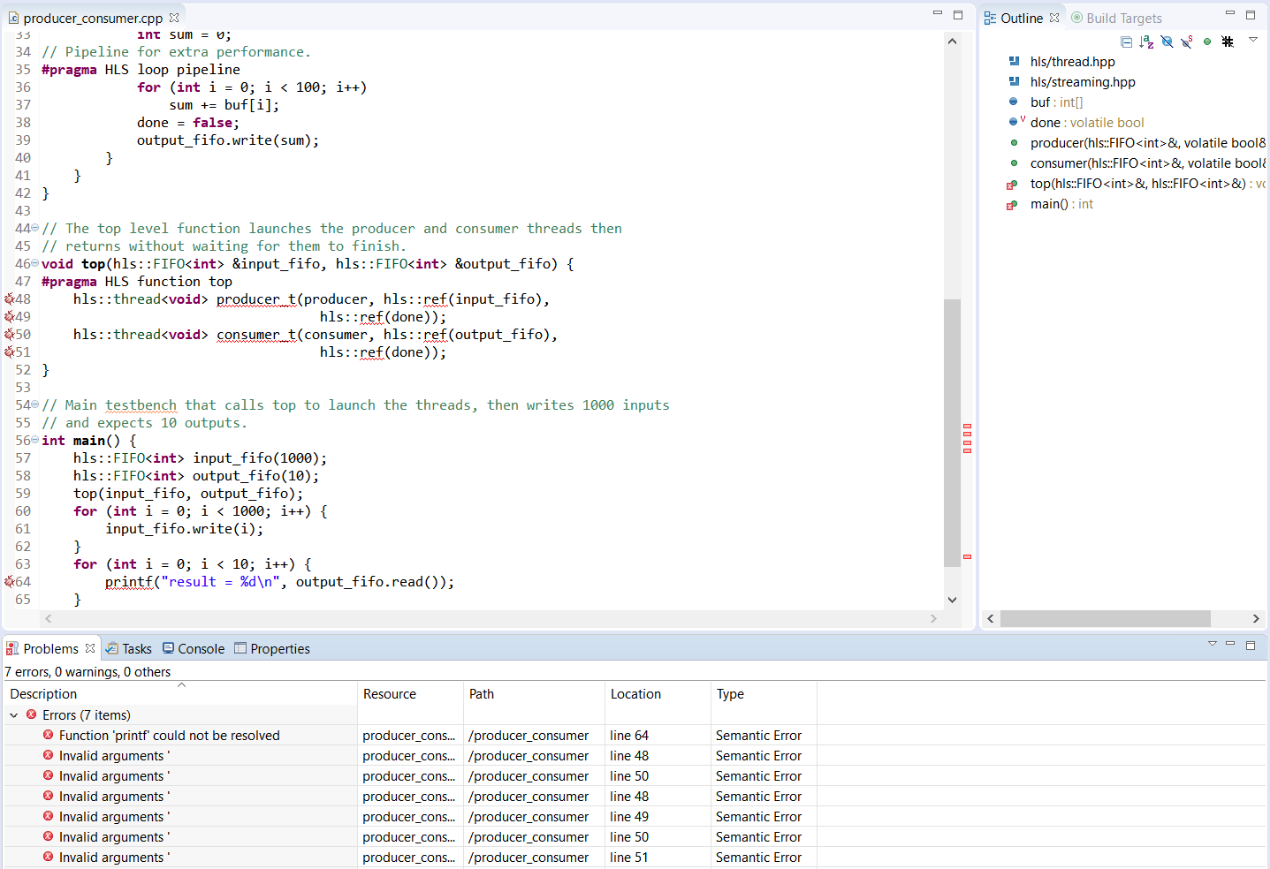 producer_consumer.cpp
33 int sum = 0;
34 // Pipeline for extra performance.
35 #pragma HLS loop pipeline
36 for (int i = 0; i < 100; i++)
37 sum += buf[i];
38 done = false;
39 output_fifo.write(sum);
40 }
41 }
42 }
43
44 // The top level function launches the producer and consumer threads then
45 // returns without waiting for them to finish.
46 void top(hls::FIFO<int> &input_fifo, hls::FIFO<int> &output_fifo) {
47 #pragma HLS function top
48 hls::thread<void> producer_t(producer, hls::ref(input_fifo),
49 hls::ref(done));
50 hls::thread<void> consumer_t(consumer, hls::ref(output_fifo),
51 hls::ref(done));
52 }
53
54 // Main testbench that calls top to launch the threads, then writes 1000 inputs
55 // and expects 10 outputs.
56 int main() {
57 hls::FIFO<int> input_fifo(1000);
58 hls::FIFO<int> output_fifo(10);
59 top(input_fifo, output_fifo);
60 for (int i = 0; i < 1000; i++) {
61 input_fifo.write(i);
62 }
63 for (int i = 0; i < 10; i++) {
64 printf("result = %d\n", output_fifo.read());
65 }
Outline Build Targets
hls/thread.hpp
hls/streaming.hpp
buf : int[]
done : volatile bool
producer(hls::FIFO<int>&, volatile bool&
consumer(hls::FIFO<int>&, volatile bool&
top(hls::FIFO<int>&, hls::FIFO<int>&) : vo
main() : int
Problems Tasks Console Properties
7 errors, 0 warnings, 0 others
Description Resource Path Location Type
Errors (7 items)
Function 'printf' could not be resolved producer_cons... /producer_consumer line 64 Semantic Error
Invalid arguments ' producer_cons... /producer_consumer line 48 Semantic Error
Invalid arguments ' producer_cons... /producer_consumer line 50 Semantic Error
Invalid arguments ' producer_cons... /producer_consumer line 48 Semantic Error
Invalid arguments ' producer_cons... /producer_consumer line 49 Semantic Error
Invalid arguments ' producer_cons... /producer_consumer line 50 Semantic Error
Invalid arguments ' producer_cons... /producer_consumer line 51 Semantic Error